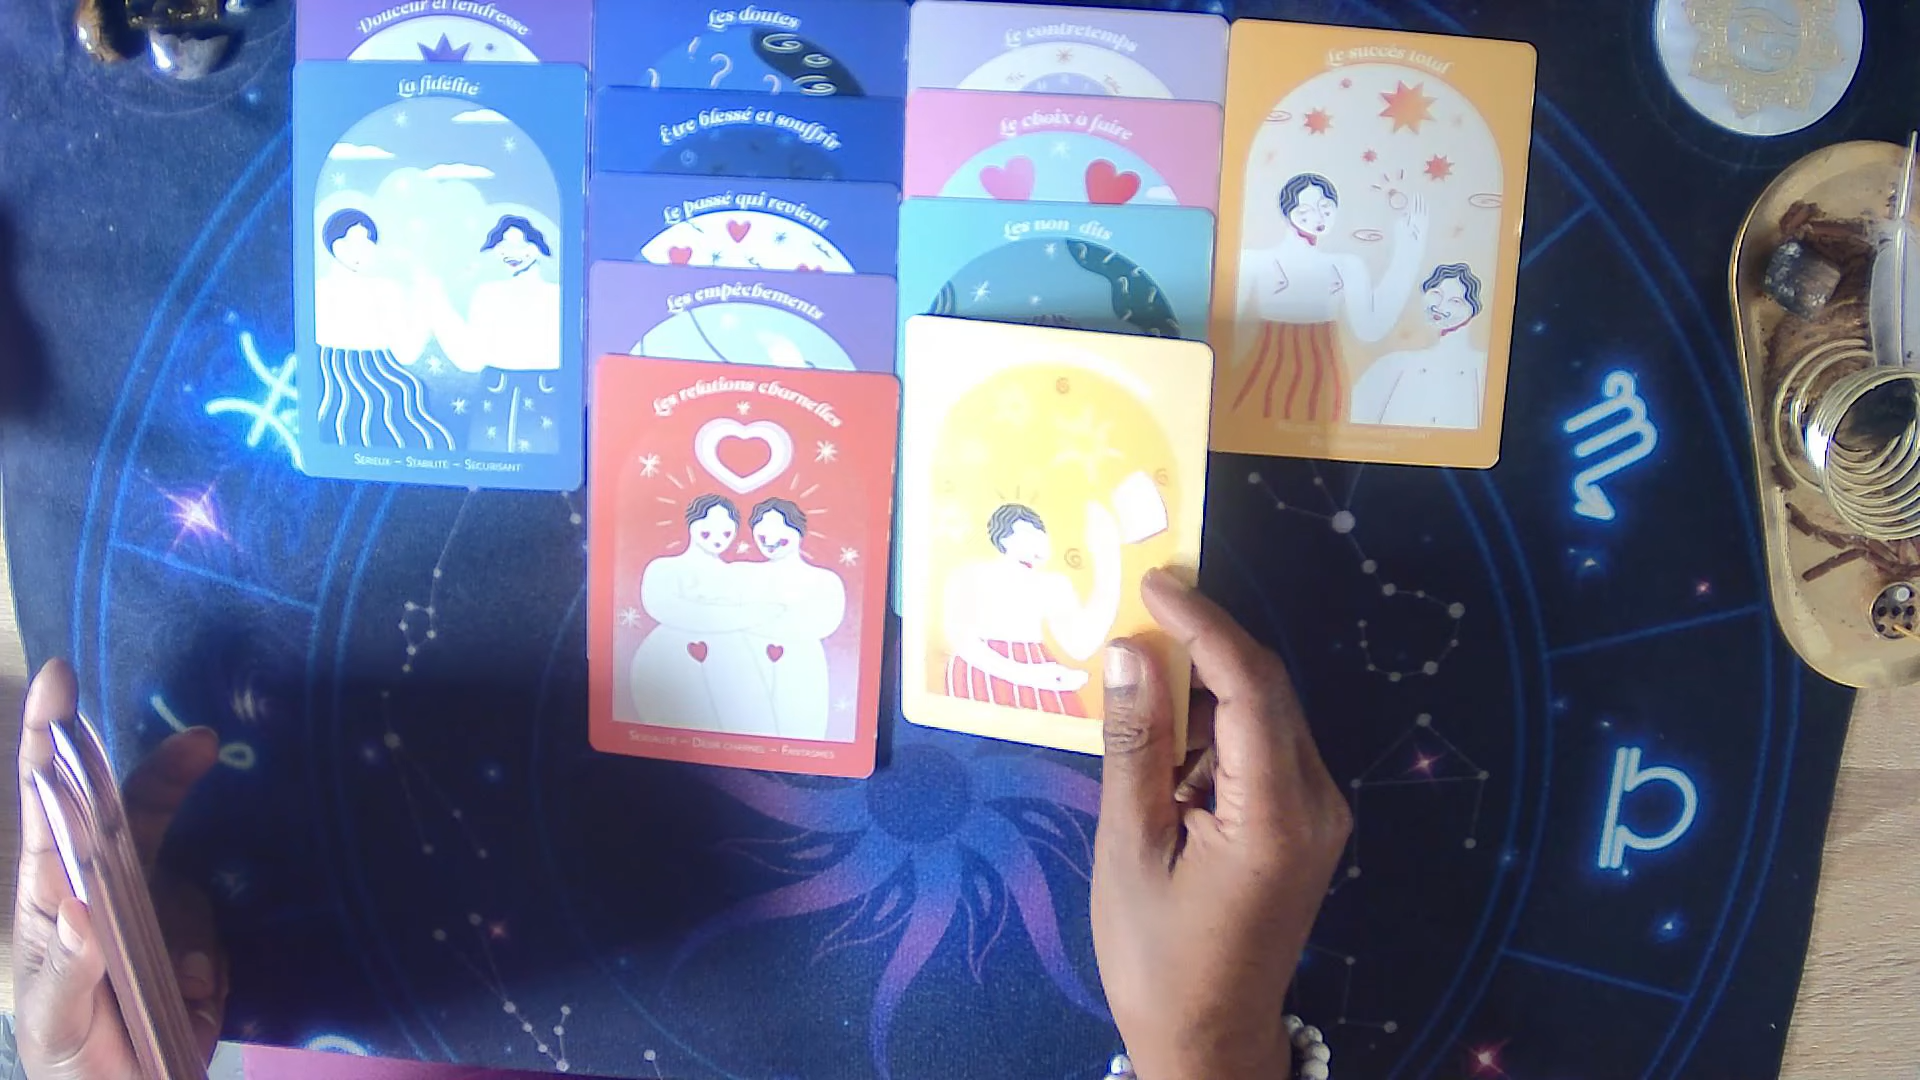 Douceur et tendresse
La fidélité
SÉRIEUX – STABILITÉ – SÉCURISANT
Les doutes
Être blessé et souffrir
Le passé qui revient
Les empêchements
Les relations charnelles
SEXUALITÉ – DÉSIR CHARNEL – FANTASMES
Le contretemps
Le choix à faire
Les non-dits
Le succès total